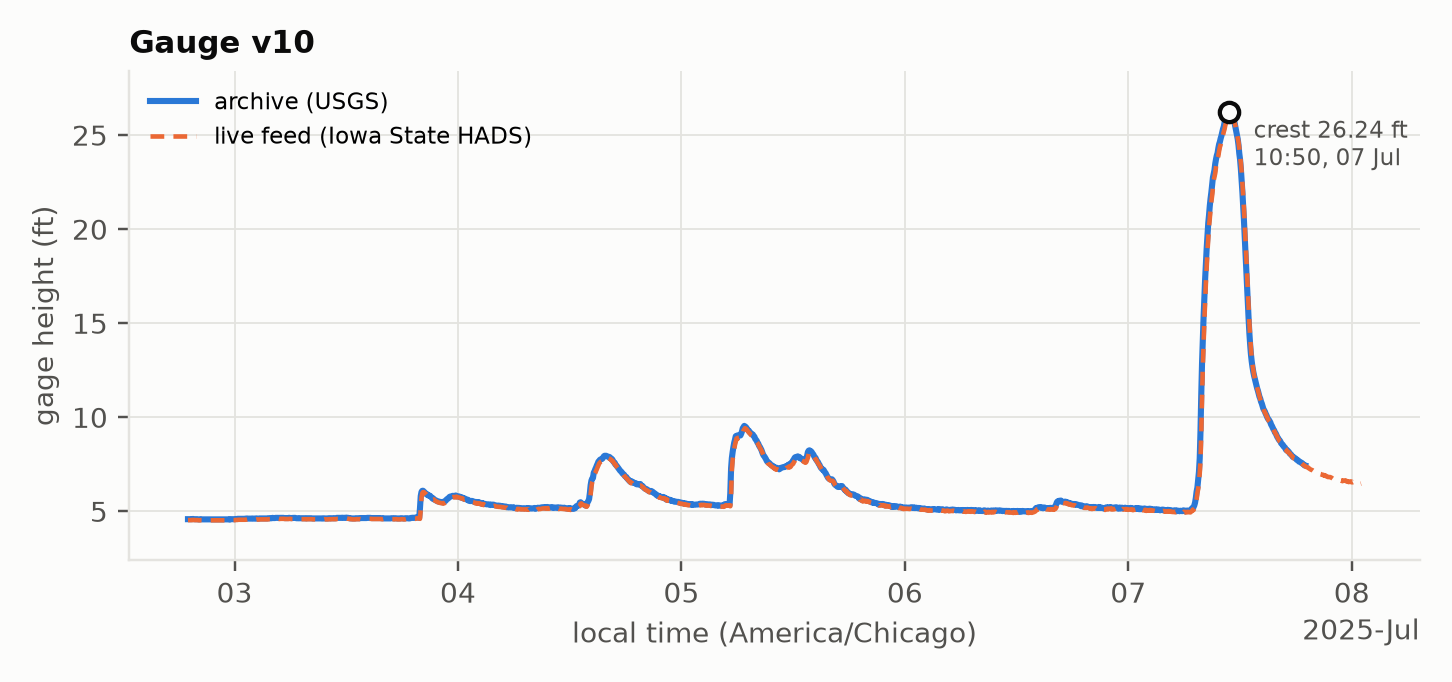 Gauge v10
archive (USGS)
live feed (Iowa State HADS)
crest 26.24 ft
10:50, 07 Jul
gage height (ft)
25
20
15
10
5
03 04 05 06 07 08
local time (America/Chicago)
2025-Jul